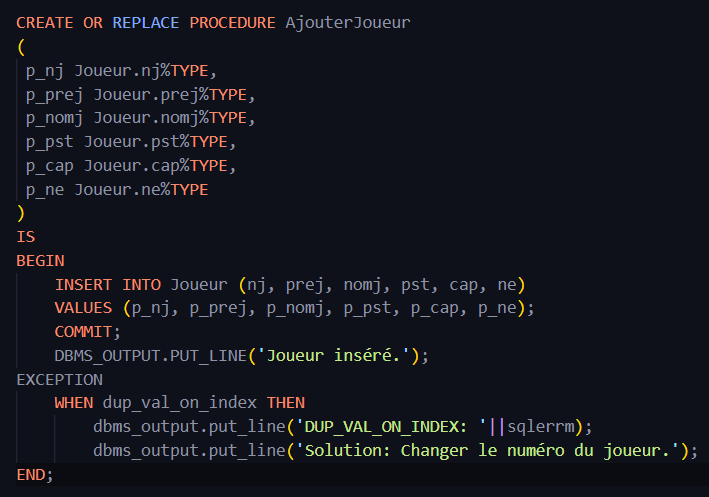 CREATE OR REPLACE PROCEDURE AjouterJoueur
(
 p_nj Joueur.nj%TYPE,
 p_prej Joueur.prej%TYPE,
 p_nomj Joueur.nomj%TYPE,
 p_pst Joueur.pst%TYPE,
 p_cap Joueur.cap%TYPE,
 p_ne Joueur.ne%TYPE
)
IS
BEGIN
    INSERT INTO Joueur (nj, prej, nomj, pst, cap, ne)
    VALUES (p_nj, p_prej, p_nomj, p_pst, p_cap, p_ne);
    COMMIT;
    DBMS_OUTPUT.PUT_LINE('Joueur inséré.');
EXCEPTION
    WHEN dup_val_on_index THEN
        dbms_output.put_line('DUP_VAL_ON_INDEX: '||sqlerrm);
        dbms_output.put_line('Solution: Changer le numéro du joueur.');
END;